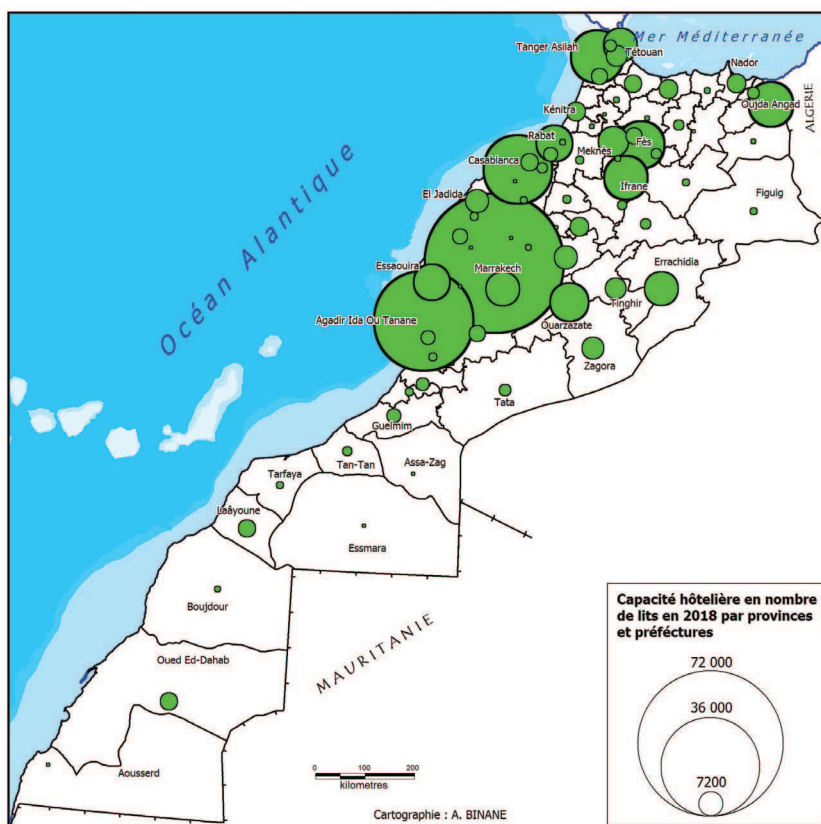 Mer Méditerranée
Tanger Asilah
Tétouan
Nador
Oujda Angad
ALGERIE
Kénitra
Rabat
Fès
Meknès
Casablanca
Ifrane
El Jadida
Figuig
Océan Alantique
Essaouira
Marrakech
Errachidia
Agadir Ida Ou Tanane
Tinghir
Ouarzazate
Zagora
Tata
Guelmim
Tan-Tan
Assa-Zag
Tarfaya
Laâyoune
Essmara
Boujdour
MAURITANIE
Oued Ed-Dahab
Aousserd
Capacité hôtelière en nombre
de lits en 2018 par provinces
et préféctures
72 000
36 000
7200
0 100 200
kilometres
Cartographie : A. BINANE